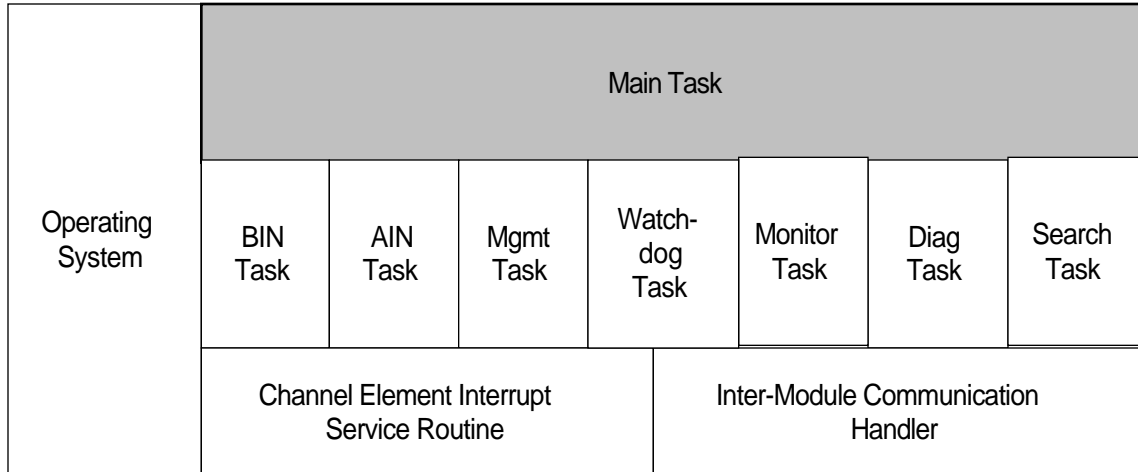 Main Task
Operating
System
BIN
Task
AIN
Task
Mgmt
Task
Watch-
dog
Task
Monitor
Task
Diag
Task
Search
Task
Channel Element Interrupt
Service Routine
Inter-Module Communication
Handler